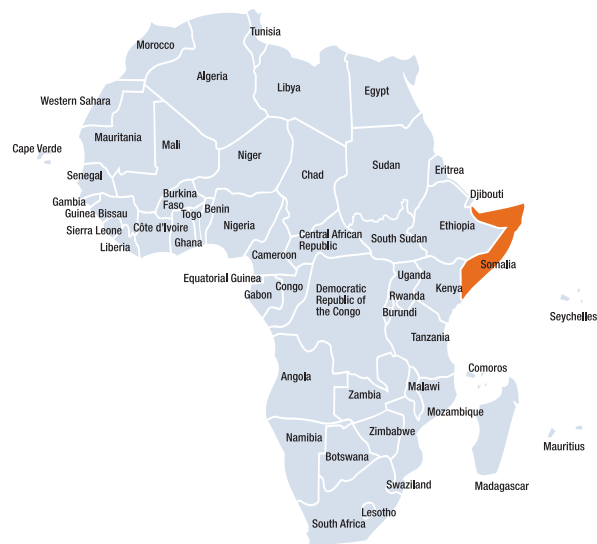 Tunisia
Morocco
Algeria
Libya
Egypt
Western Sahara
Mauritania
Mali
Cape Verde
Niger
Chad
Sudan
Eritrea
Senegal
Djibouti
Gambia
Burkina
Faso
Guinea Bissau
Togo
Benin
Sierra Leone
Côte d'Ivoire
Nigeria
Ghana
Liberia
Central African
Republic
South Sudan
Ethiopia
Cameroon
Somalia
Equatorial Guinea
Congo
Gabon
Democratic
Republic of
the Congo
Uganda
Kenya
Rwanda
Burundi
Seychelles
Tanzania
Comoros
Angola
Malawi
Zambia
Mozambique
Namibia
Zimbabwe
Mauritius
Botswana
Swaziland
Madagascar
Lesotho
South Africa